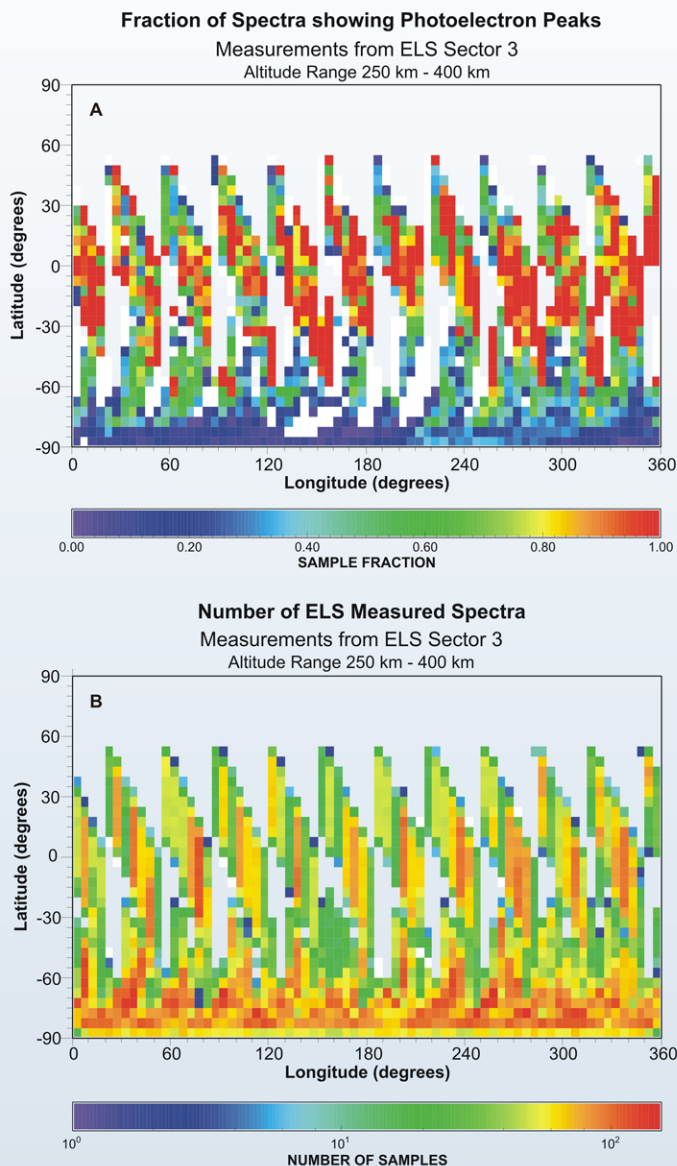 Fraction of Spectra showing Photoelectron Peaks
Measurements from ELS Sector 3
Altitude Range 250 km - 400 km
A
90
60
30
0
-30
-60
-90
Latitude (degrees)
0 60 120 180 240 300 360
Longitude (degrees)
0.00 0.20 0.40 0.60 0.80 1.00
SAMPLE FRACTION
Number of ELS Measured Spectra
Measurements from ELS Sector 3
Altitude Range 250 km - 400 km
B
90
60
30
0
-30
-60
-90
Latitude (degrees)
0 60 120 180 240 300 360
Longitude (degrees)
10⁰ 10¹ 10²
NUMBER OF SAMPLES